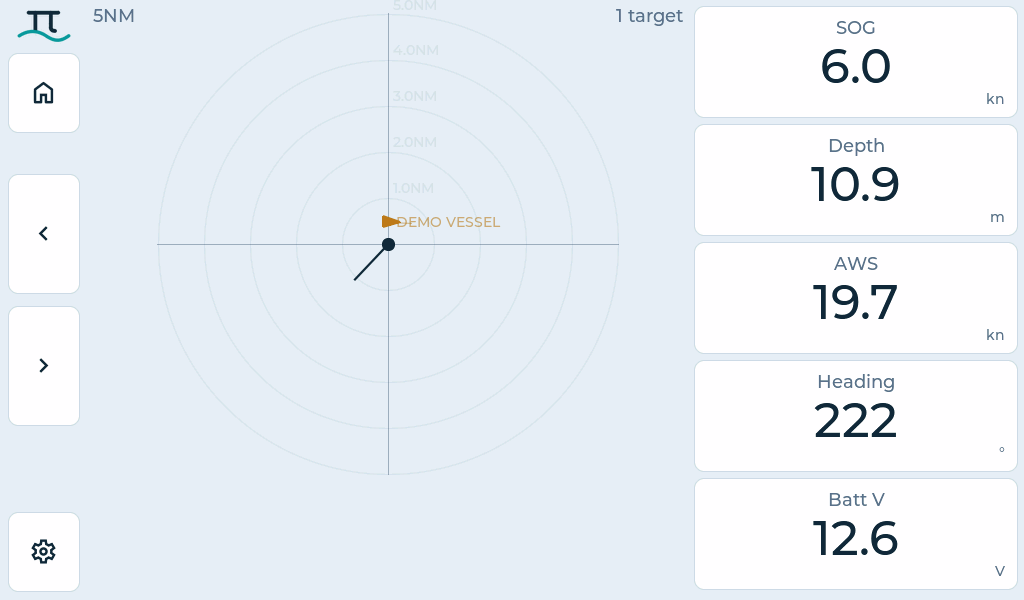 5NM
1 target
5.0NM
4.0NM
3.0NM
2.0NM
1.0NM
DEMO VESSEL
SOG
6.0
kn
Depth
10.9
m
AWS
19.7
kn
Heading
222
°
Batt V
12.6
V